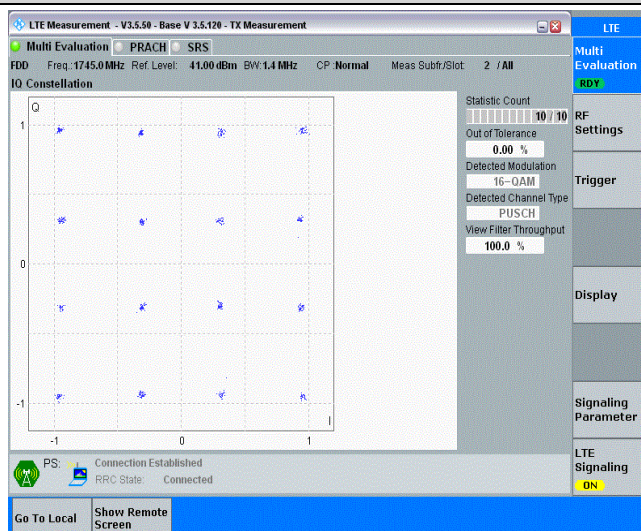 LTE Measurement - V3.5.50 - Base V 3.5.120 - TX Measurement
LTE
Multi Evaluation PRACH SRS
FDD Freq.:1745.0 MHz Ref. Level: 41.00 dBm BW:1.4 MHz CP :Normal Meas Subfr./Slot: 2 / All
IQ Constellation
Q
1
0
-1
-1 0 1
I
Statistic Count
10 / 10
Out of Tolerance
0.00 %
Detected Modulation
16-QAM
Detected Channel Type
PUSCH
View Filter Throughput
100.0 %
Multi
Evaluation
RDY
RF
Settings
Trigger
Display
Signaling
Parameter
LTE
Signaling
ON
PS: Connection Established
RRC State: Connected
Go To Local
Show Remote
Screen